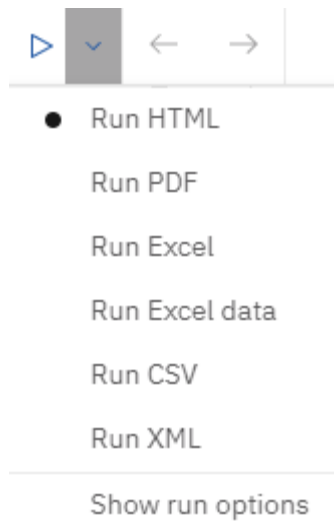 Run HTML
Run PDF
Run Excel
Run Excel data
Run CSV
Run XML
Show run options